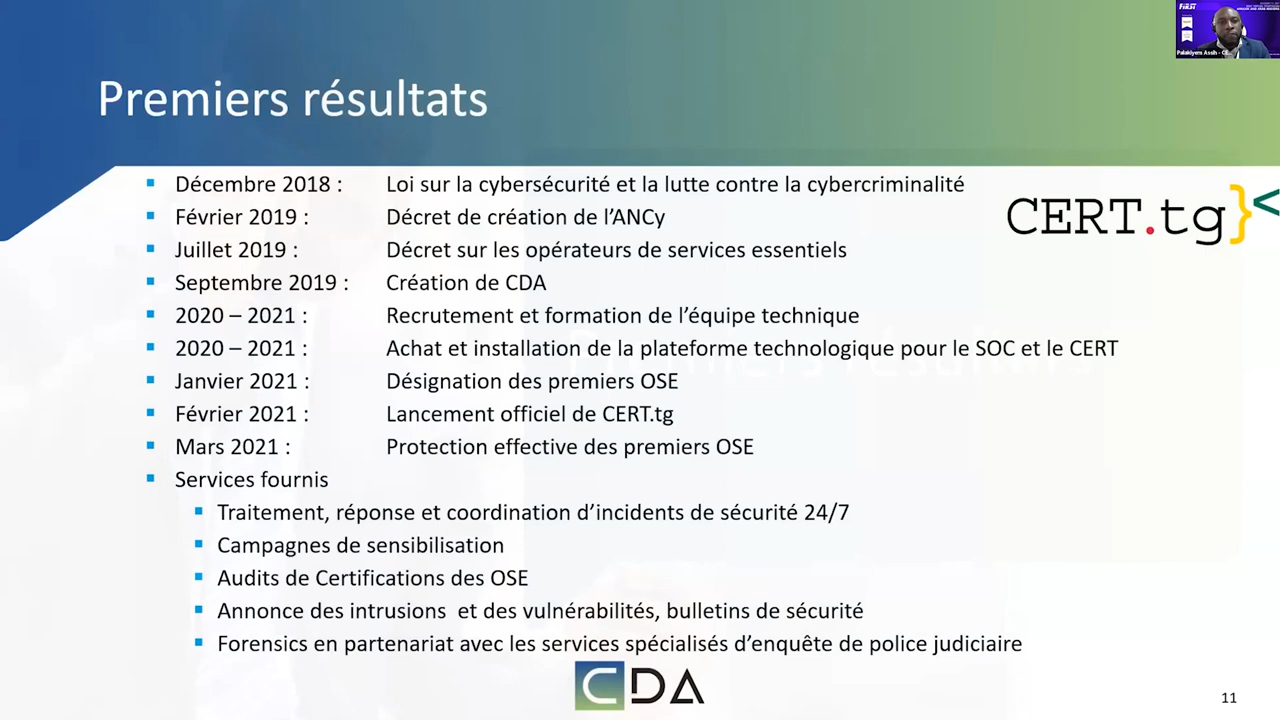 FIRST
Palakiyem Assih - CE...
Premiers résultats
Décembre 2018 : Loi sur la cybersécurité et la lutte contre la cybercriminalité
CERT.tg}<
Février 2019 : Décret de création de l’ANCy
Juillet 2019 : Décret sur les opérateurs de services essentiels
Septembre 2019 : Création de CDA
2020 – 2021 : Recrutement et formation de l’équipe technique
2020 – 2021 : Achat et installation de la plateforme technologique pour le SOC et le CERT
Janvier 2021 : Désignation des premiers OSE
Février 2021 : Lancement officiel de CERT.tg
Mars 2021 : Protection effective des premiers OSE
Services fournis
Traitement, réponse et coordination d’incidents de sécurité 24/7
Campagnes de sensibilisation
Audits de Certifications des OSE
Annonce des intrusions et des vulnérabilités, bulletins de sécurité
Forensics en partenariat avec les services spécialisés d’enquête de police judiciaire
CDA
11